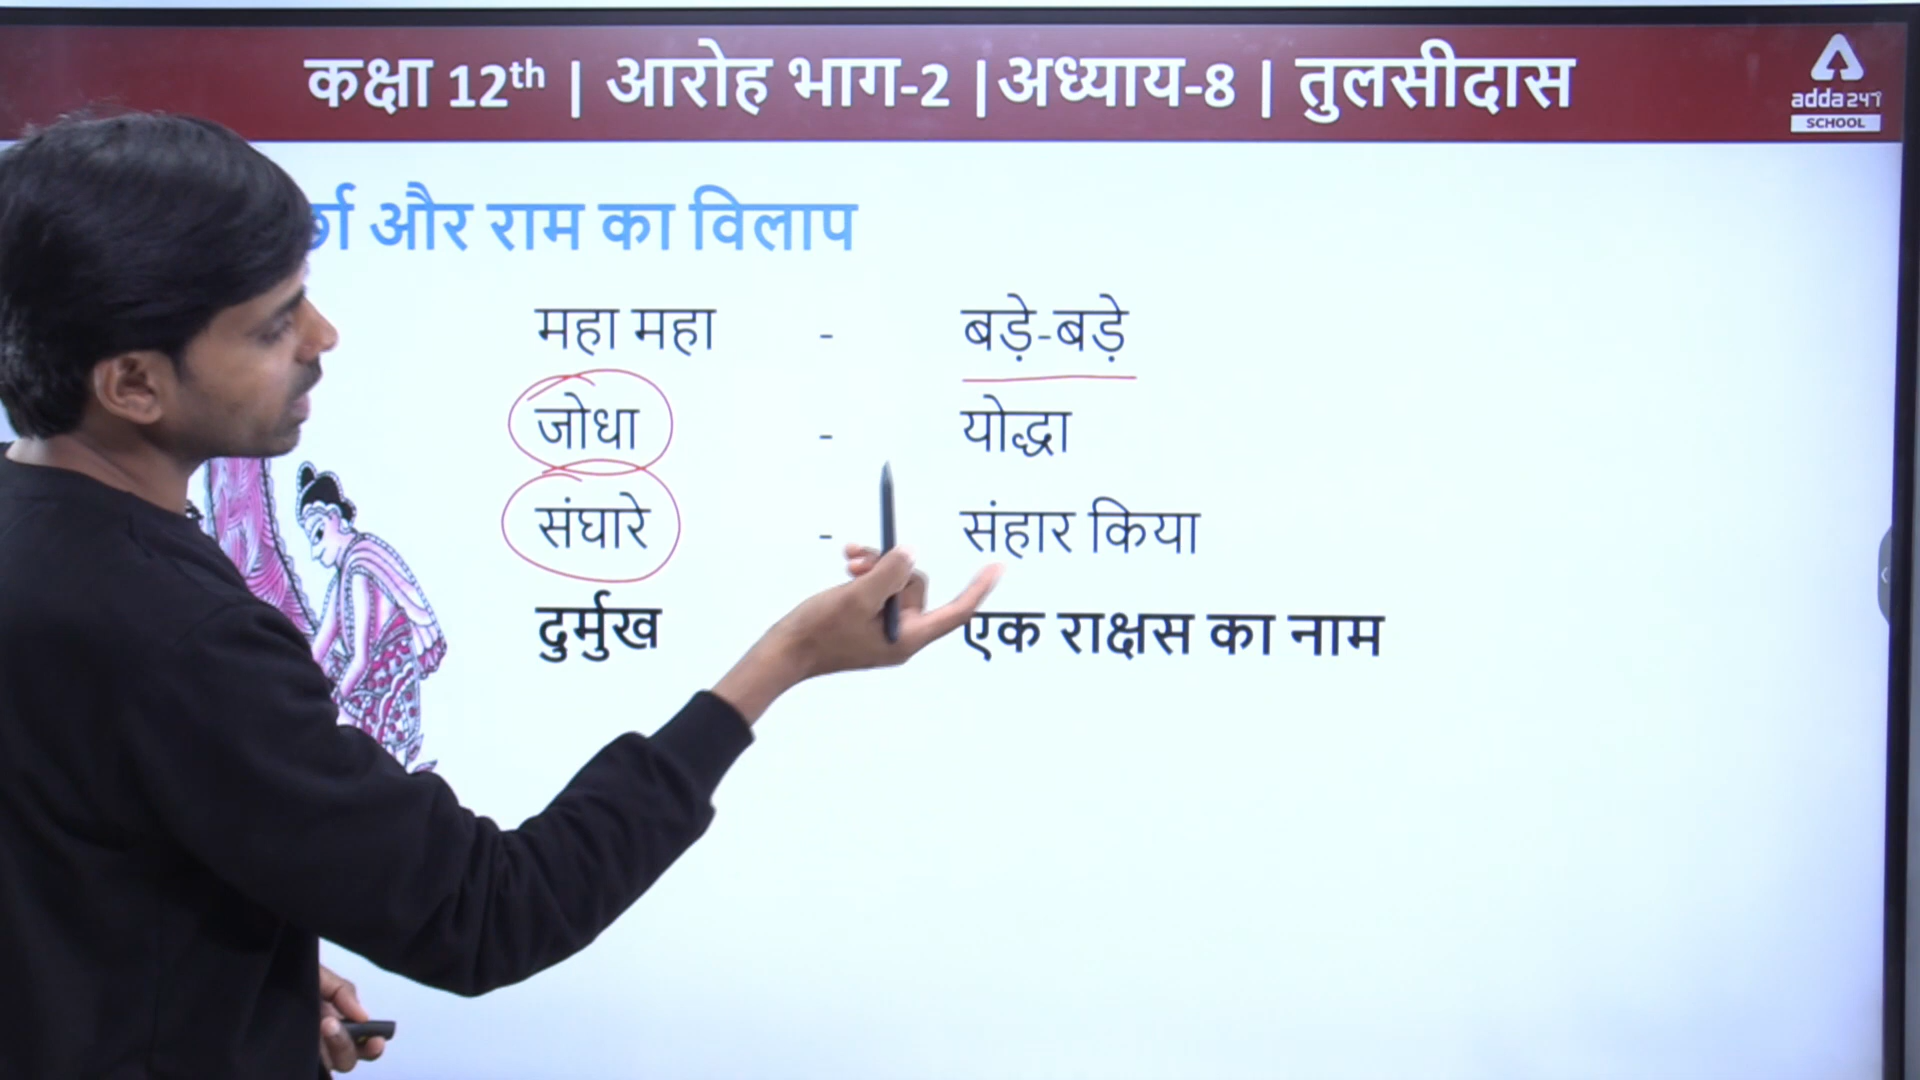 कक्षा 12th | आरोह भाग-2 |अध्याय-8 | तुलसीदास
adda247
SCHOOL
और राम का विलाप
महा महा - बड़े-बड़े
जोधा - योद्धा
संघारे - संहार किया
दुर्मुख एक राक्षस का नाम